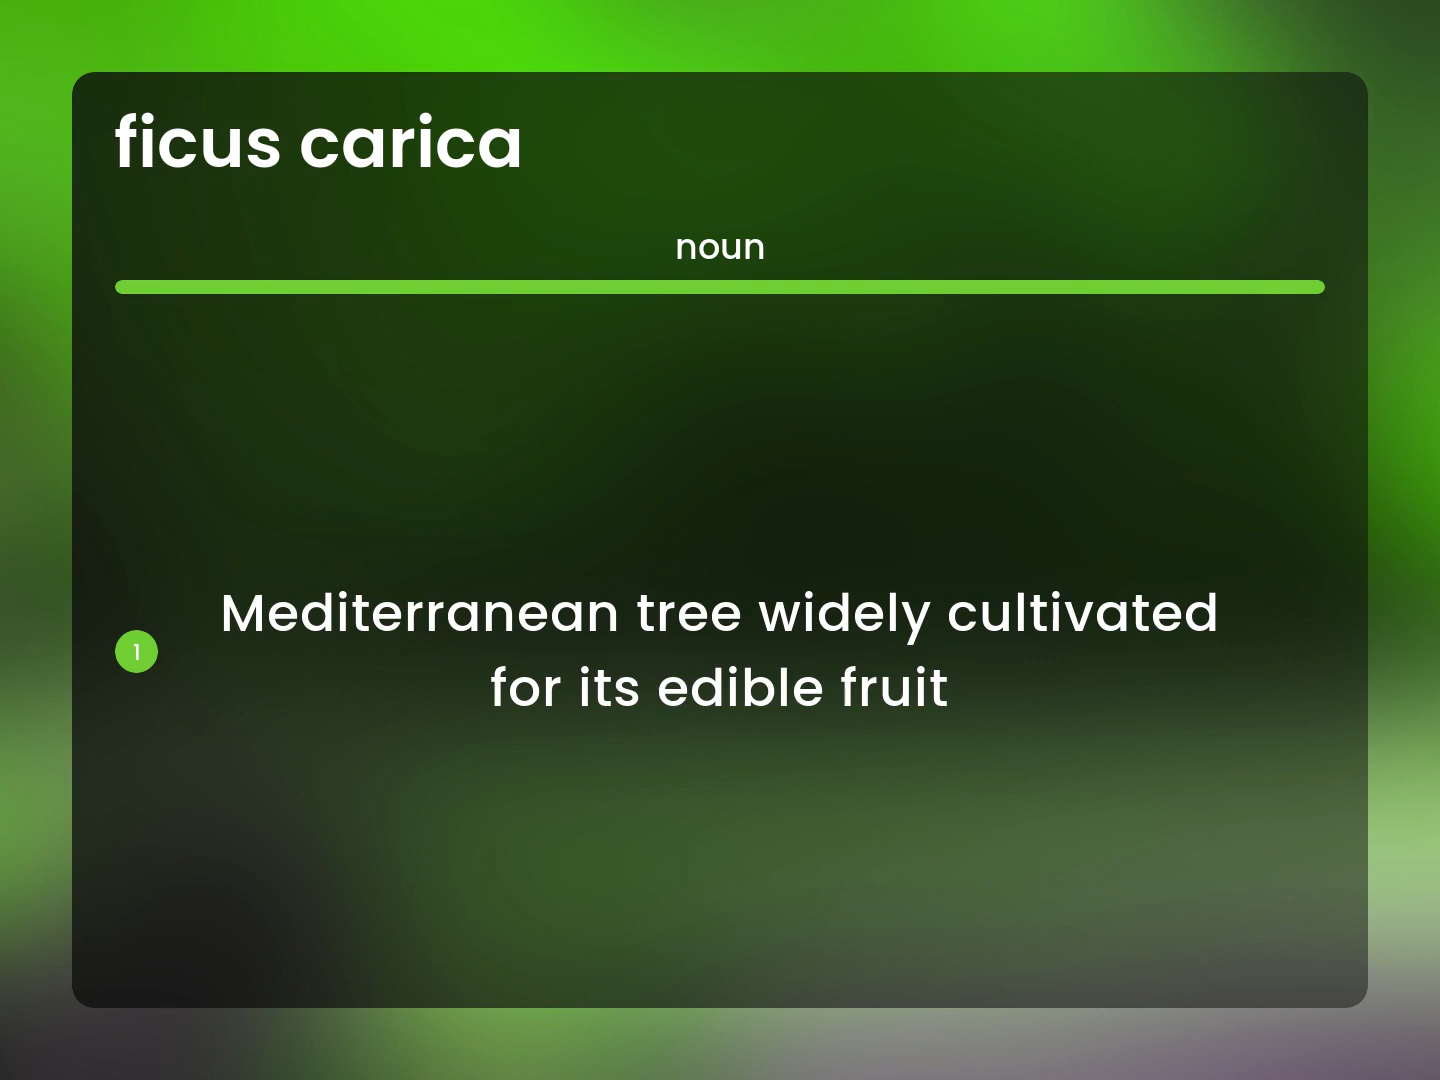 ficus carica
noun
1
Mediterranean tree widely cultivated
for its edible fruit